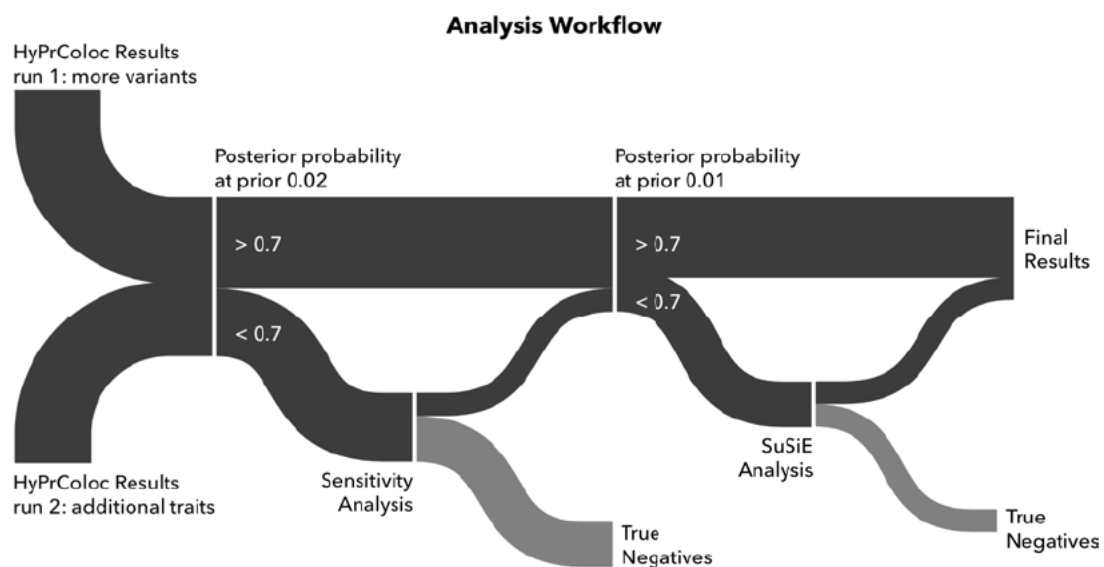 Analysis Workflow
HyPrColoc Results
run 1: more variants
Posterior probability
at prior 0.02
Posterior probability
at prior 0.01
> 0.7
< 0.7
> 0.7
< 0.7
Final
Results
HyPrColoc Results
run 2: additional traits
Sensitivity
Analysis
True
Negatives
SuSiE
Analysis
True
Negatives